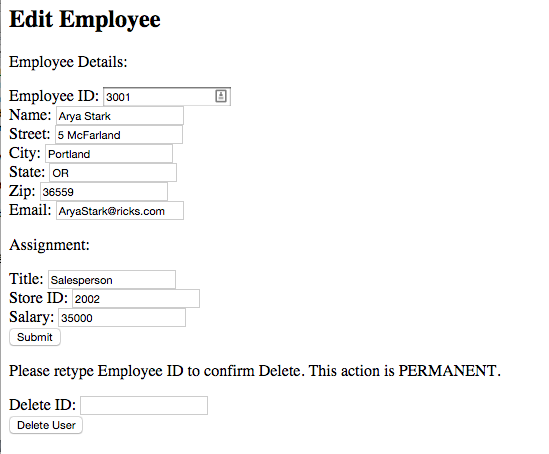 Edit Employee
Employee Details:
Employee ID: 3001
Name: Arya Stark
Street: 5 McFarland
City: Portland
State: OR
Zip: 36559
Email: AryaStark@ricks.com
Assignment:
Title: Salesperson
Store ID: 2002
Salary: 35000
Submit
Please retype Employee ID to confirm Delete. This action is PERMANENT.
Delete ID:
Delete User